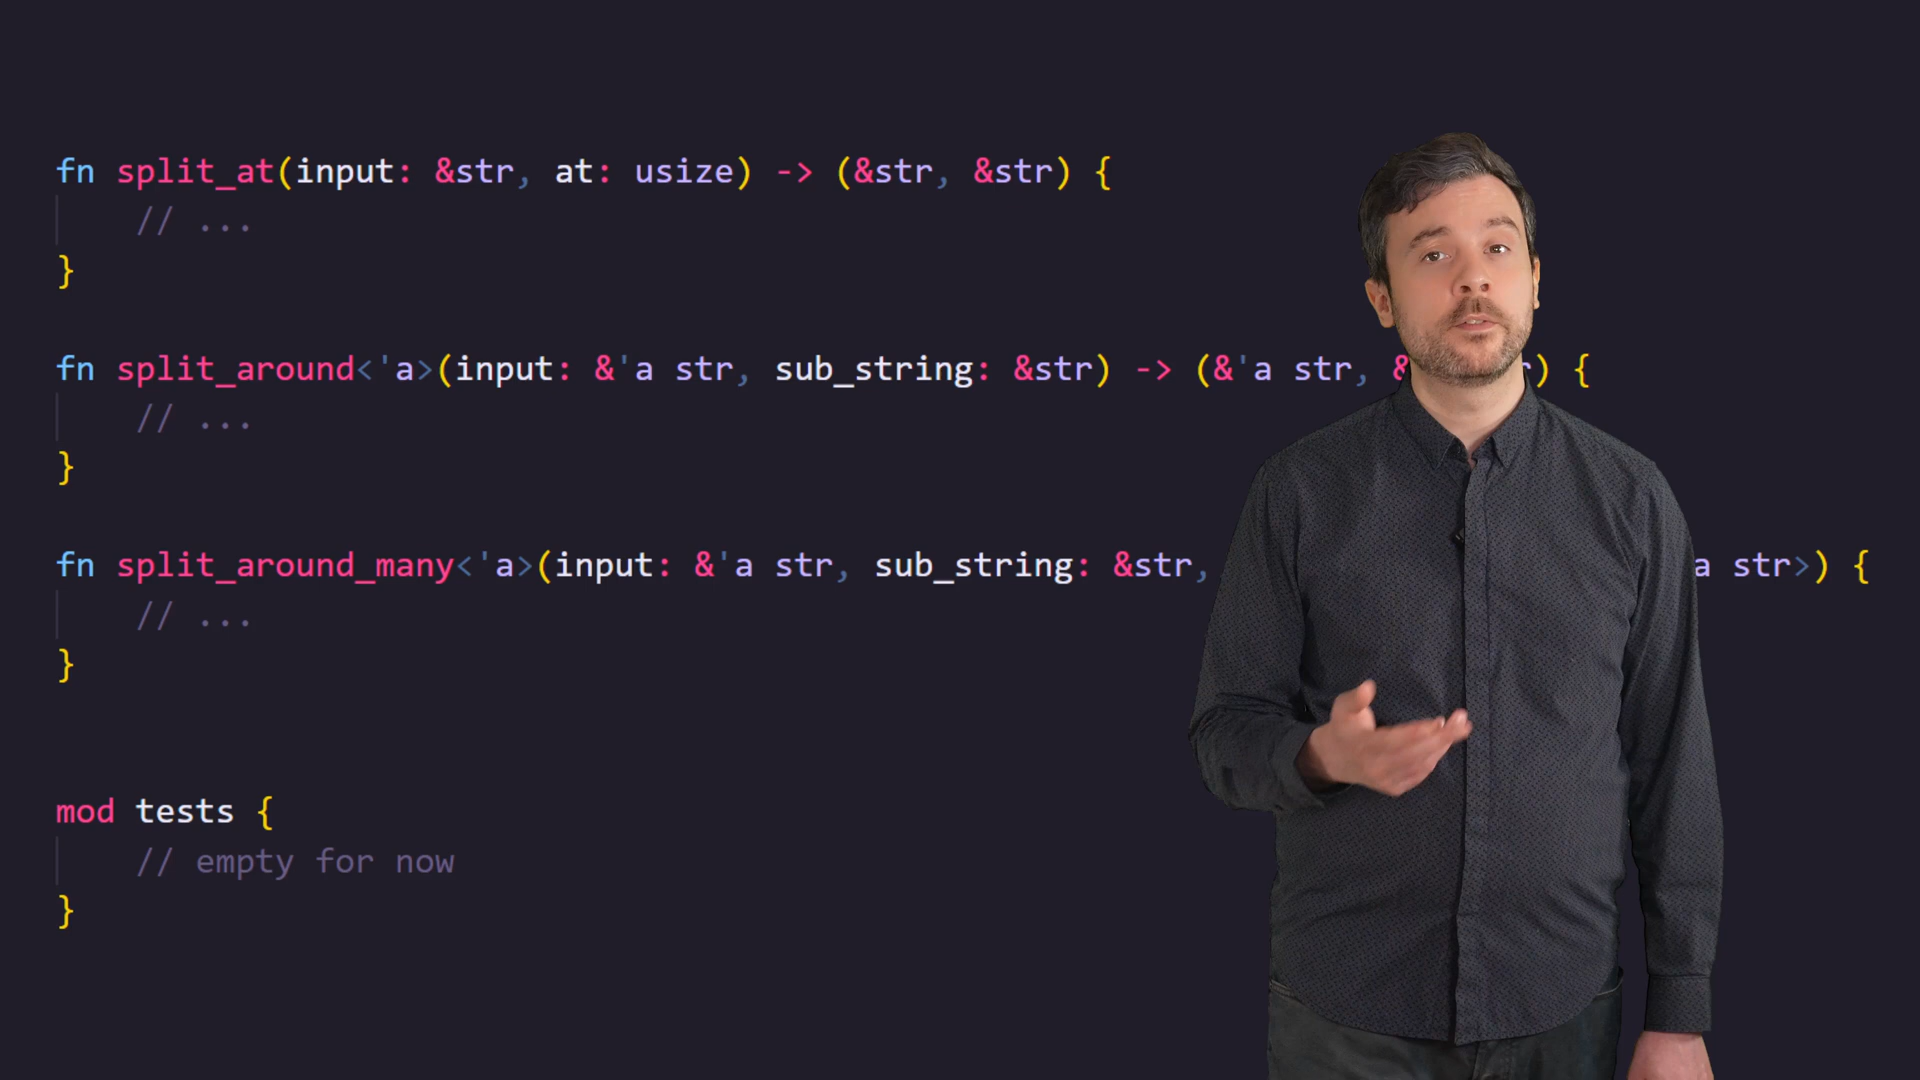 fn split_at(input: &str, at: usize) -> (&str, &str) {
    // ...
}
fn split_around<'a>(input: &'a str, sub_string: &str) -> (&'a str, & ) {
    // ...
}
fn split_around_many<'a>(input: &'a str, sub_string: &str, a str>) {
    // ...
}
mod tests {
    // empty for now
}